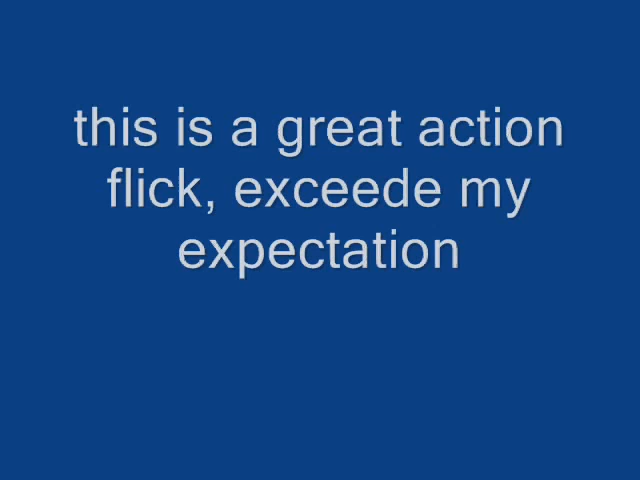 this is a great action
flick, exceede my
expectation